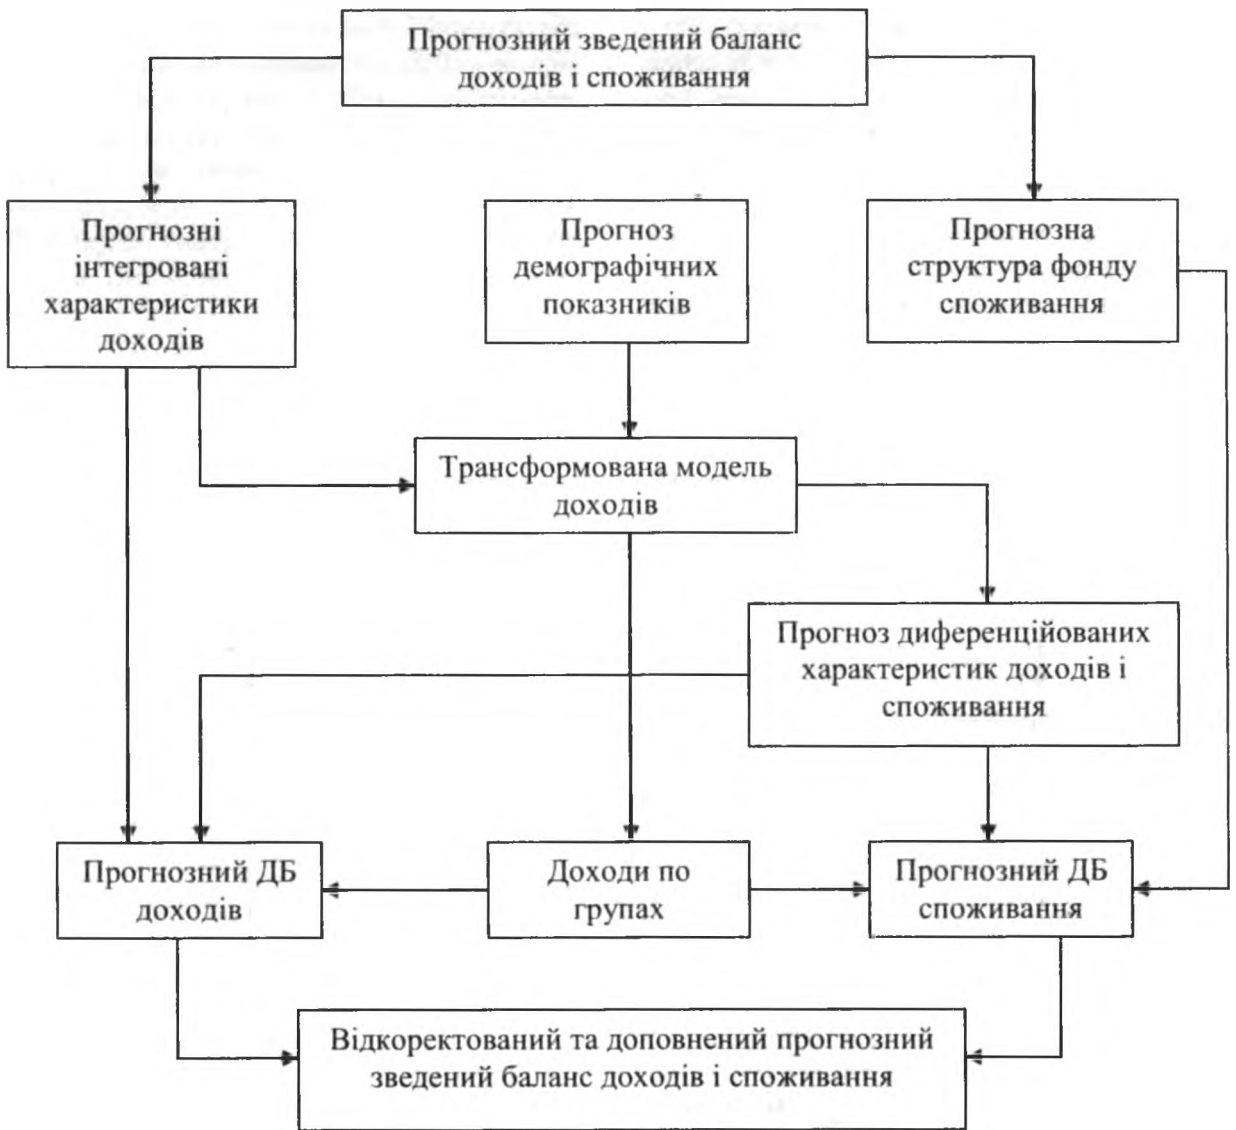 Прогнозний зведений баланс
доходів і споживання
Прогнозні
інтегровані
характеристики
доходів
Прогноз
демографічних
показників
Прогнозна
структура фонду
споживання
Трансформована модель
доходів
Прогноз диференційованих
характеристик доходів і
споживання
Прогнозний ДБ
доходів
Доходи по
групах
Прогнозний ДБ
споживання
Відкоректований та доповнений прогнозний
зведений баланс доходів і споживання